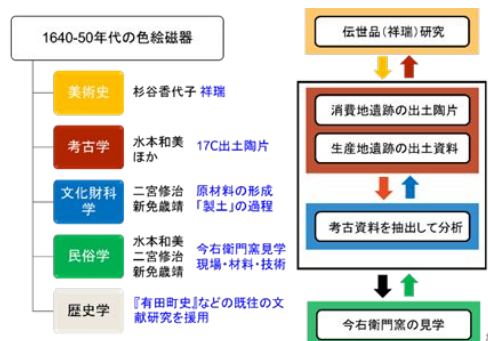 1640-50年代の色絵磁器
美術史
杉谷香代子 祥瑞
考古学
水本和美
ほか
17C出土陶片
文化財科
学
二宮修治
新免歳靖
原材料の形成
「製土」の過程
民俗学
水本和美
二宮修治
新免歳靖
今右衛門窯見学
現場・材料・技術
歴史学
『有田町史』などの既往の文
献研究を援用
伝世品(祥瑞)研究
消費地遺跡の出土陶片
生産地遺跡の出土資料
考古資料を抽出して分析
今右衛門窯の見学